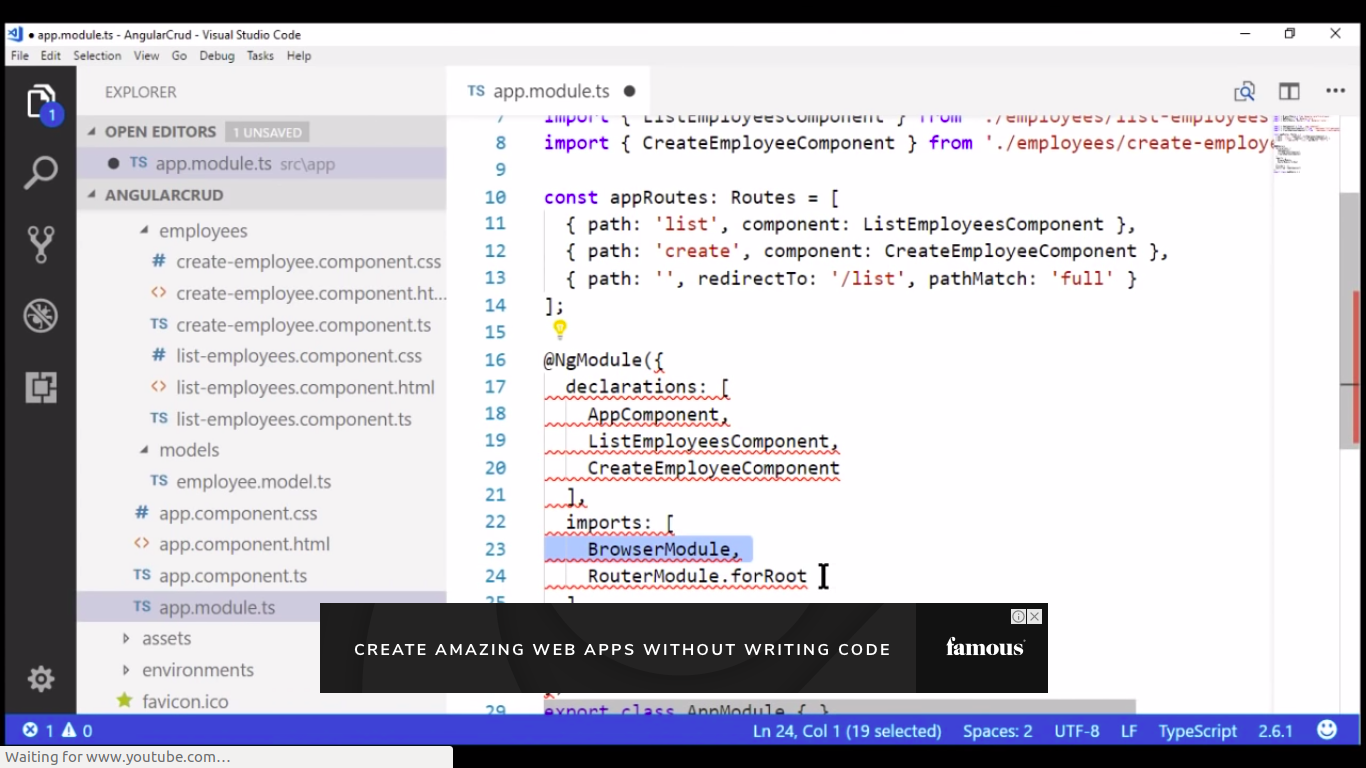 app.module.ts - AngularCrud - Visual Studio Code
File Edit Selection View Go Debug Tasks Help
EXPLORER
OPEN EDITORS 1 UNSAVED
TS app.module.ts src\app
ANGULARCRUD
employees
# create-employee.component.css
<> create-employee.component.ht...
TS create-employee.component.ts
# list-employees.component.css
<> list-employees.component.html
TS list-employees.component.ts
models
TS employee.model.ts
# app.component.css
<> app.component.html
TS app.component.ts
TS app.module.ts
assets
environments
favicon.ico
1
TS app.module.ts
7 import { ListEmployeesComponent } from './employees/list-employees
8 import { CreateEmployeeComponent } from './employees/create-employe
9
10 const appRoutes: Routes = [
11 { path: 'list', component: ListEmployeesComponent },
12 { path: 'create', component: CreateEmployeeComponent },
13 { path: '', redirectTo: '/list', pathMatch: 'full' }
14 ];
15
16 @NgModule({
17 declarations: [
18 AppComponent,
19 ListEmployeesComponent,
20 CreateEmployeeComponent
21 ],
22 imports: [
23 BrowserModule,
24 RouterModule.forRoot
25 ]
CREATE AMAZING WEB APPS WITHOUT WRITING CODE
famous
29 export class AppModule { }
1 0
Ln 24, Col 1 (19 selected) Spaces: 2 UTF-8 LF TypeScript 2.6.1
Waiting for www.youtube.com...